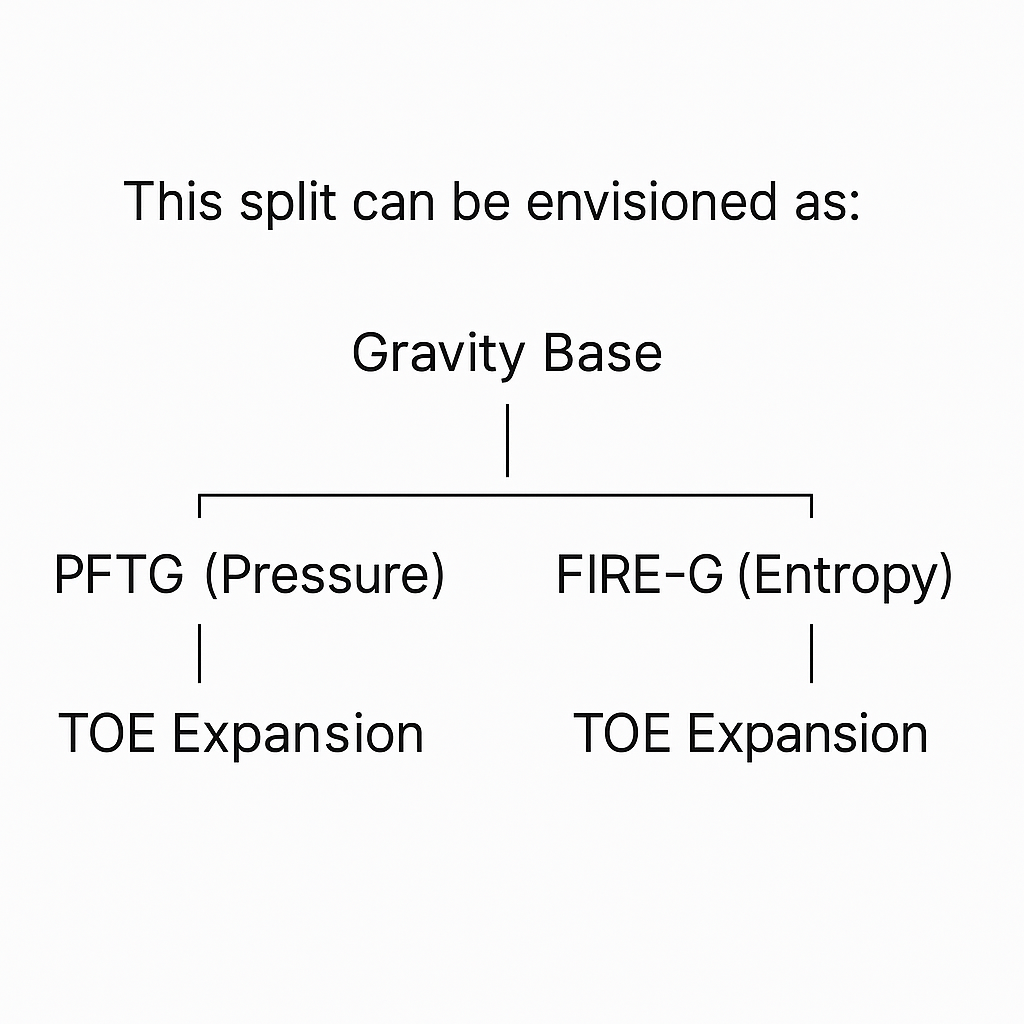 This split can be envisioned as:
Gravity Base
PFTG (Pressure) FIRE-G (Entropy)
TOE Expansion TOE Expansion